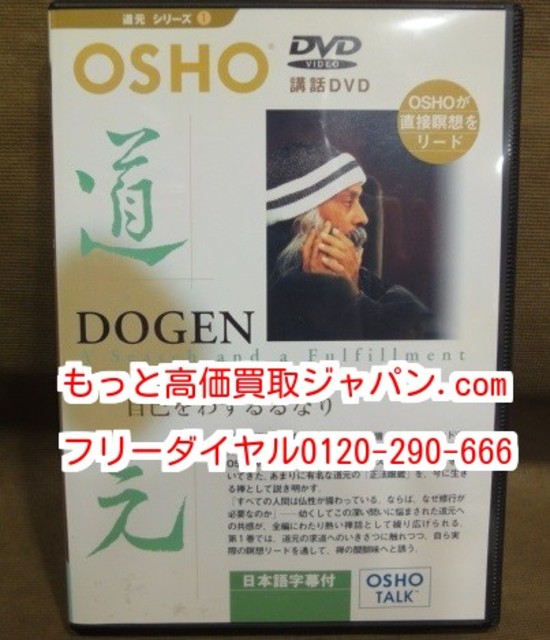 道元 シリーズ 1
OSHO®
DVD
VIDEO
講話DVD
OSHOが
直接瞑想を
リード
道
DOGEN
A Search and a Fulfillment
もっと高価買取ジャパン.com
自己をわするるなり
フリーダイヤル0120-290-666
元
いてきた、あまりに有名な道元の「正法眼蔵」を、今に生き
る禅として説き明かす。
「すべての人間は仏性が備わっている、ならば、なぜ修行が
必要なのか」──幼くしてこの深い問いに悩まされた道元へ
の共感が、全編にわたり熱い禅話として繰り広げられる。
第1巻では、道元の求道へのいきさつに触れつつ、自ら実
際の瞑想リードを通して、禅の醍醐味へと誘う。
日本語字幕付
OSHO
TALK™